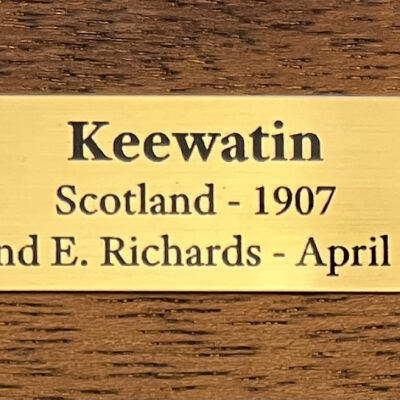 Keewatin
Scotland - 1907
nd E. Richards - April